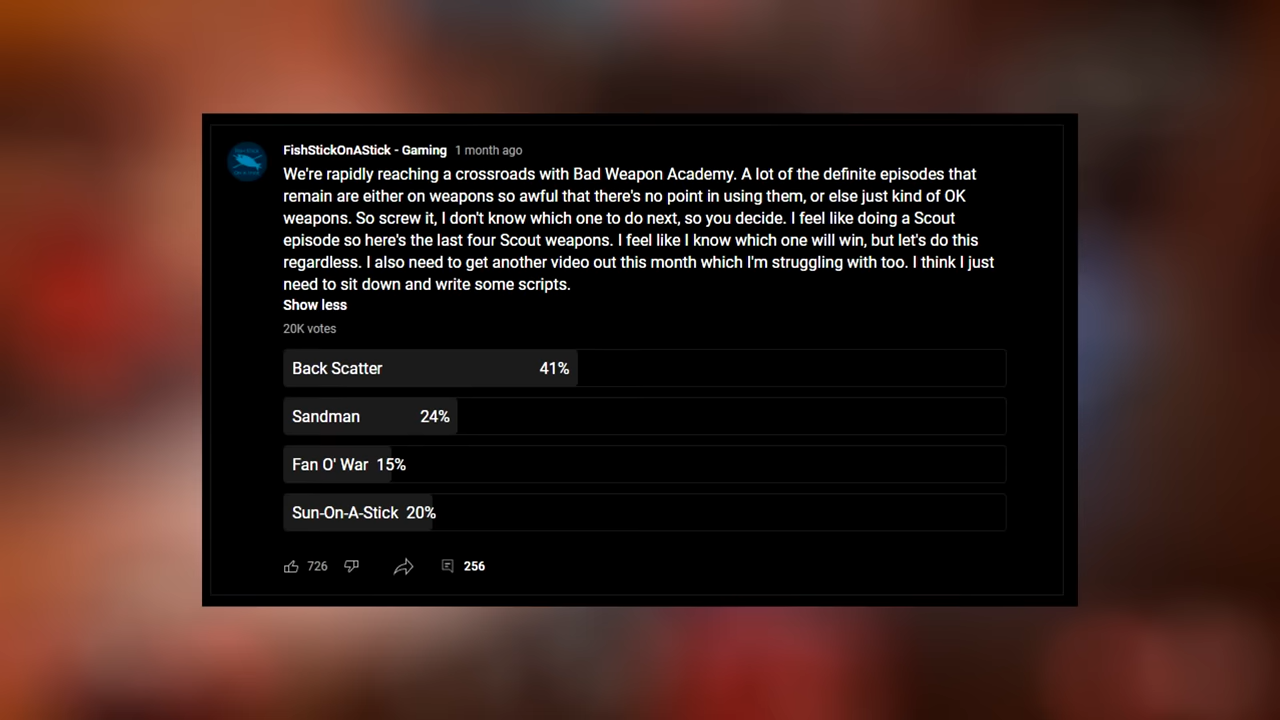 FishStickOnAStick - Gaming 1 month ago
We're rapidly reaching a crossroads with Bad Weapon Academy. A lot of the definite episodes that
remain are either on weapons so awful that there's no point in using them, or else just kind of OK
weapons. So screw it, I don't know which one to do next, so you decide. I feel like doing a Scout
episode so here's the last four Scout weapons. I feel like I know which one will win, but let's do this
regardless. I also need to get another video out this month which I'm struggling with too. I think I just
need to sit down and write some scripts.
Show less
20K votes
Back Scatter 41%
Sandman 24%
Fan O' War 15%
Sun-On-A-Stick 20%
726 256